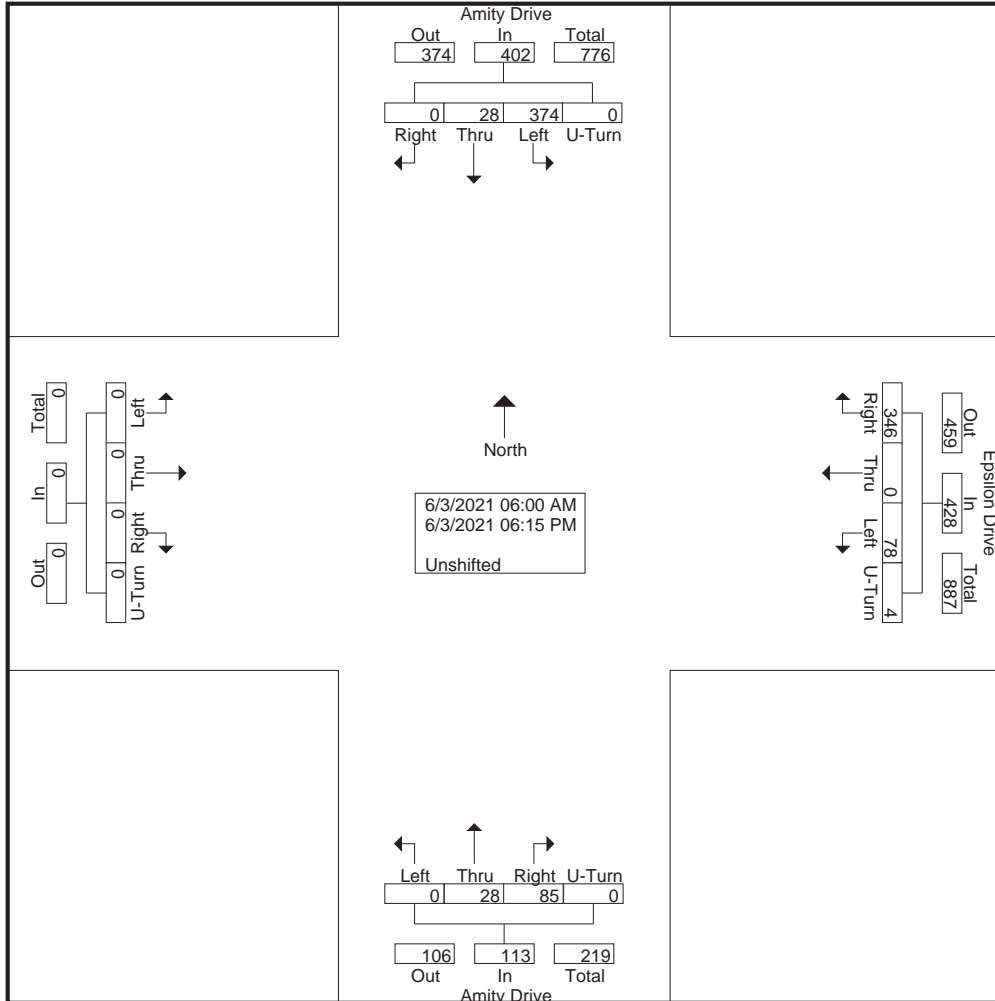 Amity Drive
Out In Total
374 402 776
0 28 374 0
Right Thru Left U-Turn
Total In Out
0 0 0
0 0 0 0
Left Thru Right U-Turn
North
6/3/2021 06:00 AM
6/3/2021 06:15 PM
Unshifted
Epsilon Drive
Out In Total
459 428 887
346 0 78 4
Right Thru Left U-Turn
Left Thru Right U-Turn
0 28 85 0
106 113 219
Out In Total
Amity Drive